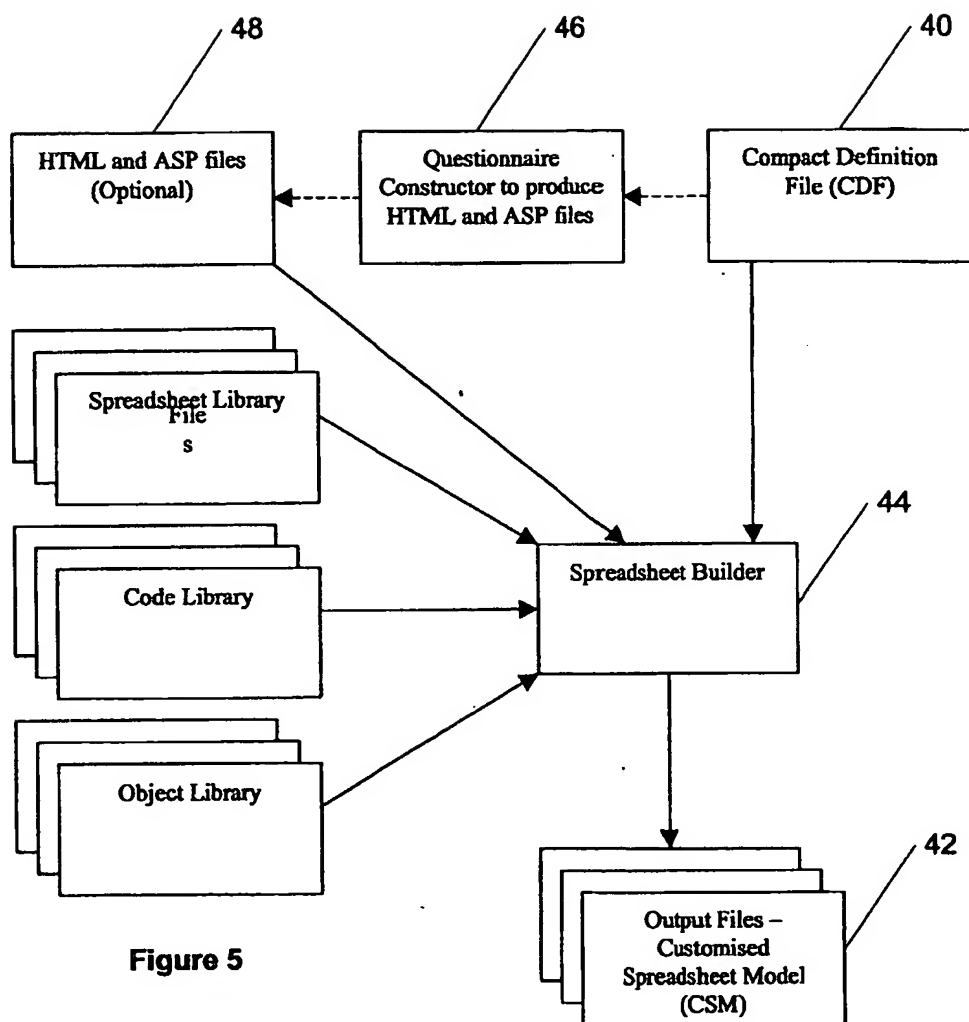 48
46
40
HTML and ASP files
(Optional)
Questionnaire
Constructor to produce
HTML and ASP files
Compact Definition
File (CDF)
Spreadsheet Library
File
s
44
Spreadsheet Builder
Code Library
Object Library
42
Output Files –
Customised
Spreadsheet Model
(CSM)
Figure 5